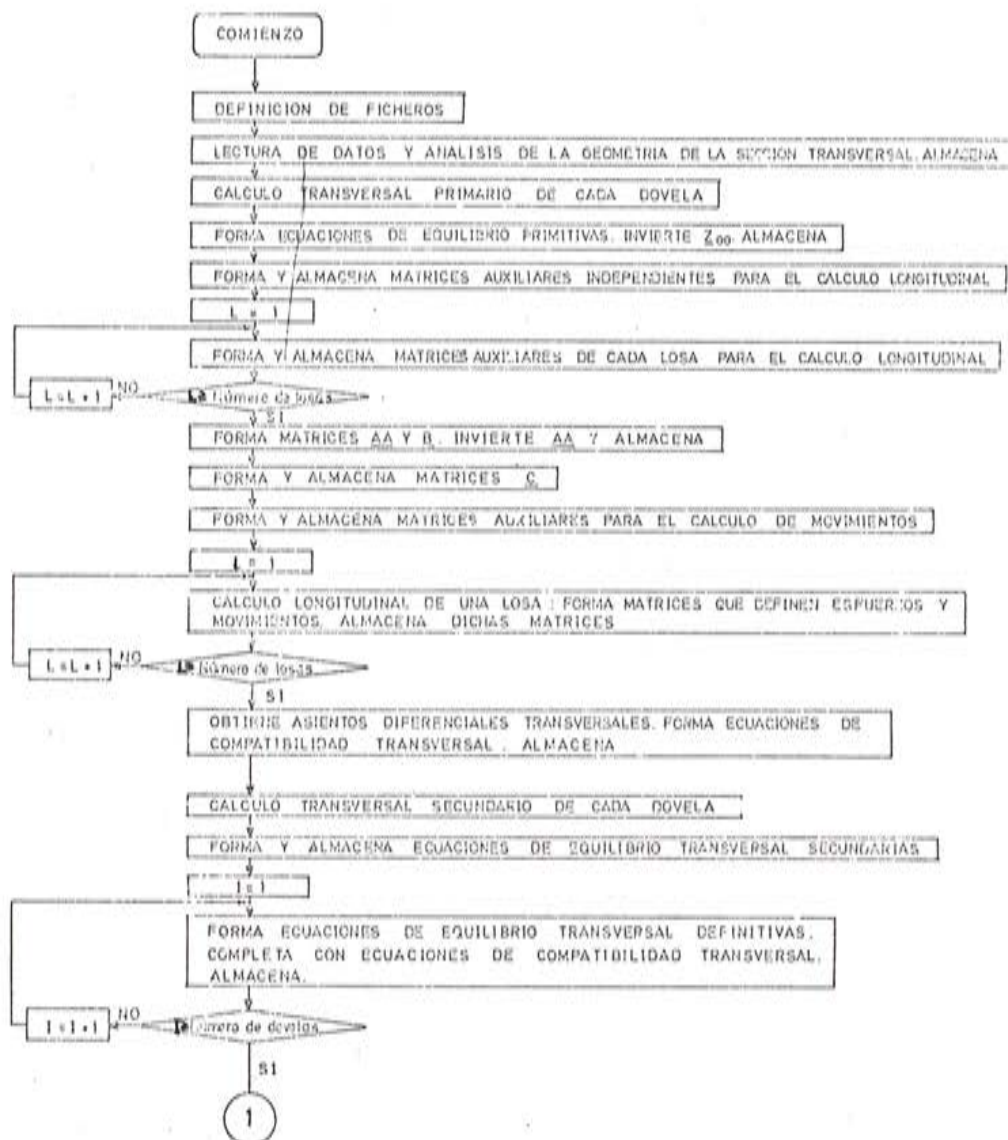 COMIENZO
DEFINICION DE FICHEROS
LECTURA DE DATOS Y ANALISIS DE LA GEOMETRIA DE LA SECCION TRANSVERSAL. ALMACENA
CALCULO TRANSVERSAL PRIMARIO DE CADA DOVELA
FORMA ECUACIONES DE EQUILIBRIO PRIMITIVAS. INVIERTE Z00. ALMACENA
FORMA Y ALMACENA MATRICES AUXILIARES INDEPENDIENTES PARA EL CALCULO LONGITUDINAL
L = 1
FORMA Y ALMACENA MATRICES AUXILIARES DE CADA LOSA PARA EL CALCULO LONGITUDINAL
L = L + 1
NO
L= Número de losas
SI
FORMA MATRICES AA Y B. INVIERTE AA Y ALMACENA
FORMA Y ALMACENA MATRICES C
FORMA Y ALMACENA MATRICES AUXILIARES PARA EL CALCULO DE MOVIMIENTOS
L = 1
CALCULO LONGITUDINAL DE UNA LOSA : FORMA MATRICES QUE DEFINEN ESFUERZOS Y
MOVIMIENTOS. ALMACENA DICHAS MATRICES
L = L + 1
NO
L= Número de losas
SI
OBTIENE ASIENTOS DIFERENCIALES TRANSVERSALES. FORMA ECUACIONES DE
COMPATIBILIDAD TRANSVERSAL. ALMACENA
CALCULO TRANSVERSAL SECUNDARIO DE CADA DOVELA
FORMA Y ALMACENA ECUACIONES DE EQUILIBRIO TRANSVERSAL SECUNDARIAS
I = 1
FORMA ECUACIONES DE EQUILIBRIO TRANSVERSAL DEFINITIVAS.
COMPLETA CON ECUACIONES DE COMPATIBILIDAD TRANSVERSAL.
ALMACENA.
I = I + 1
NO
I= Número de dovelas
SI
1